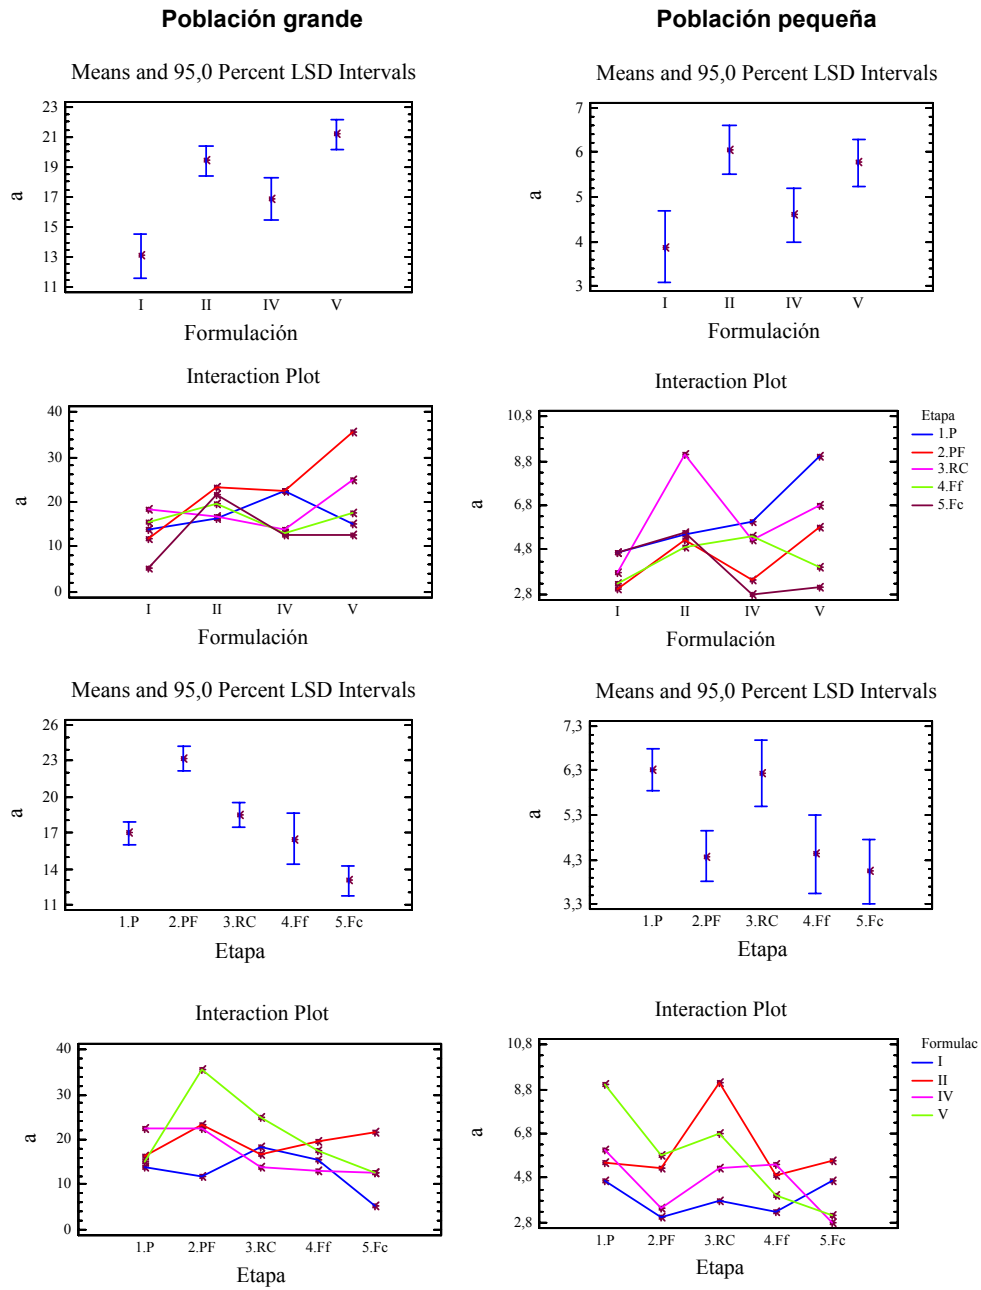 Población grande
Población pequeña
Means and 95,0 Percent LSD Intervals
23
21
19
17
15
13
11
a
I II IV V
Formulación
Means and 95,0 Percent LSD Intervals
7
6
5
4
3
a
I II IV V
Formulación
Interaction Plot
40
30
20
10
0
a
I II IV V
Formulación
Interaction Plot
10,8
8,8
6,8
4,8
2,8
a
I II IV V
Formulación
Etapa
1.P
2.PF
3.RC
4.Ff
5.Fc
Means and 95,0 Percent LSD Intervals
26
23
20
17
14
11
a
1.P 2.PF 3.RC 4.Ff 5.Fc
Etapa
Means and 95,0 Percent LSD Intervals
7,3
6,3
5,3
4,3
3,3
a
1.P 2.PF 3.RC 4.Ff 5.Fc
Etapa
Interaction Plot
40
30
20
10
0
a
1.P 2.PF 3.RC 4.Ff 5.Fc
Etapa
Interaction Plot
10,8
8,8
6,8
4,8
2,8
a
1.P 2.PF 3.RC 4.Ff 5.Fc
Etapa
Formulac
I
II
IV
V